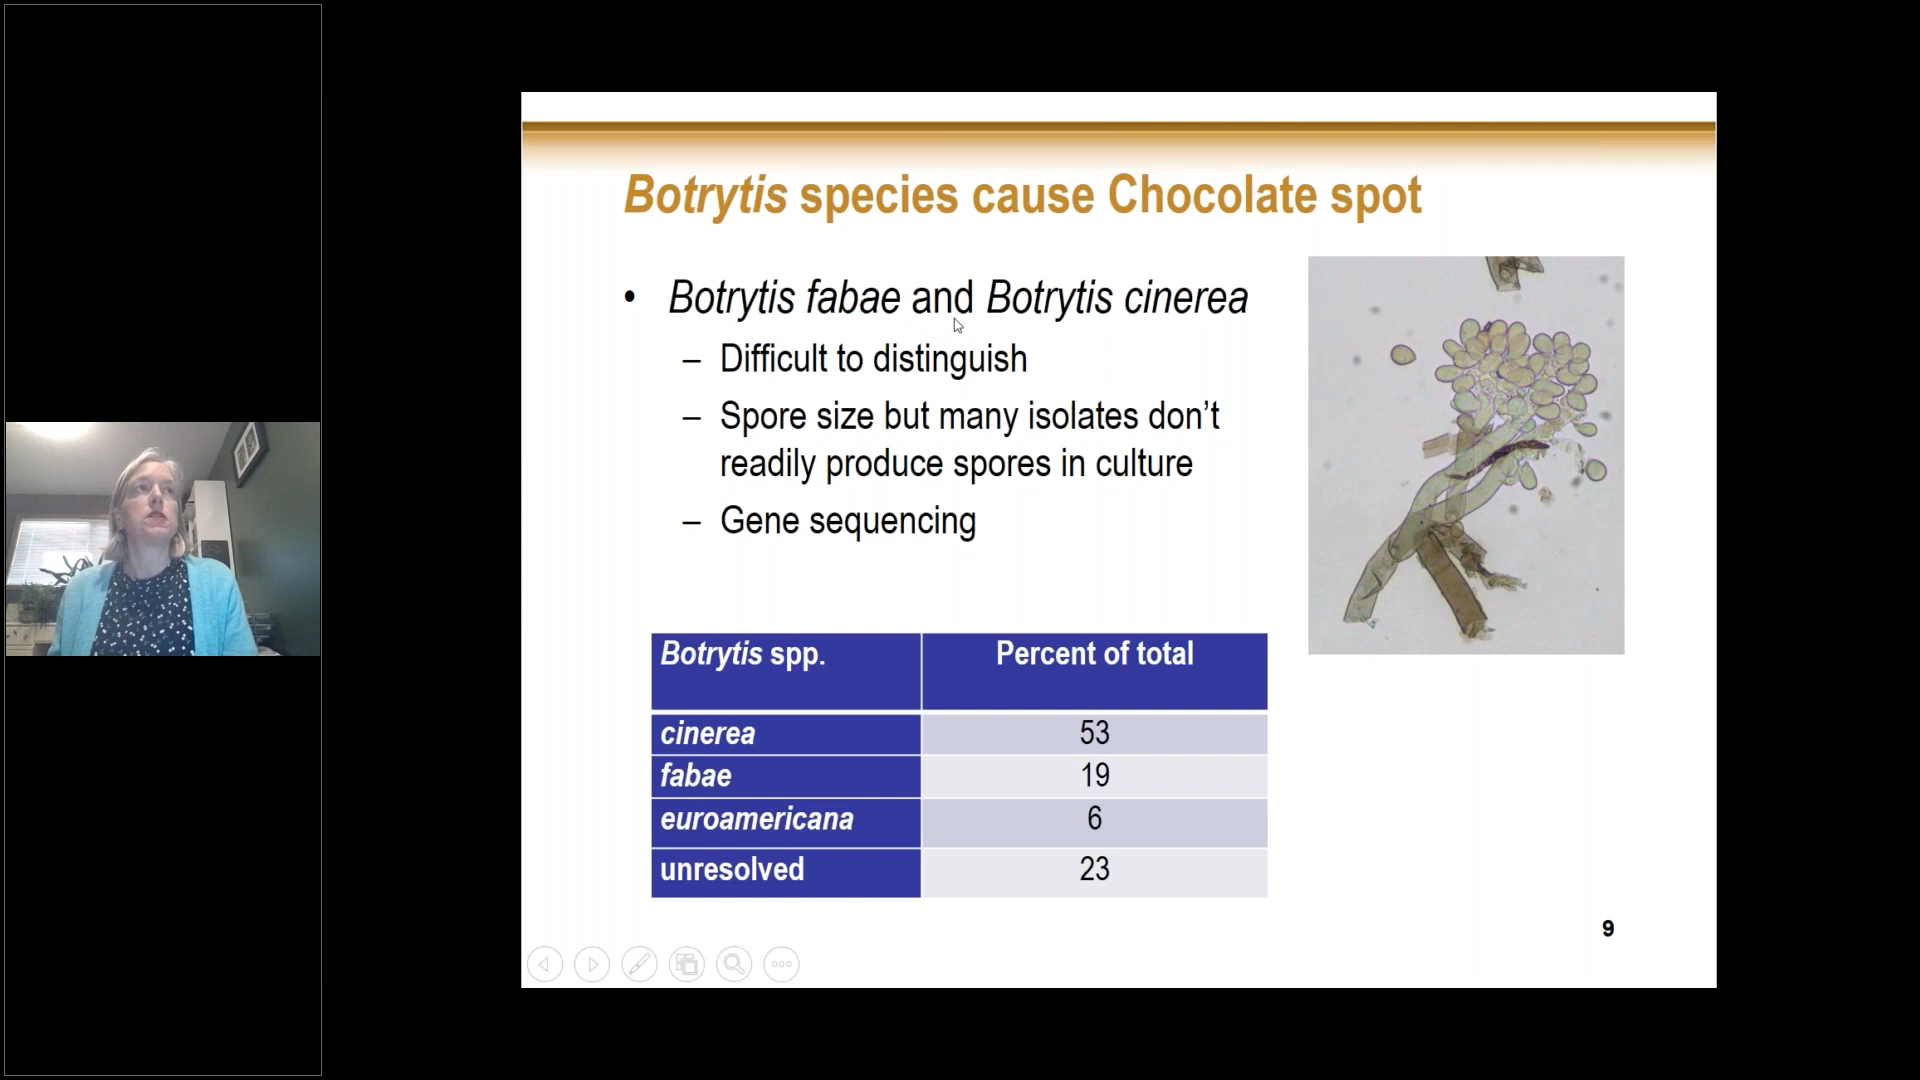 Botrytis species cause Chocolate spot
• Botrytis fabae and Botrytis cinerea
– Difficult to distinguish
– Spore size but many isolates don’t
readily produce spores in culture
– Gene sequencing
Botrytis spp. Percent of total
cinerea 53
fabae 19
euroamericana 6
unresolved 23
9